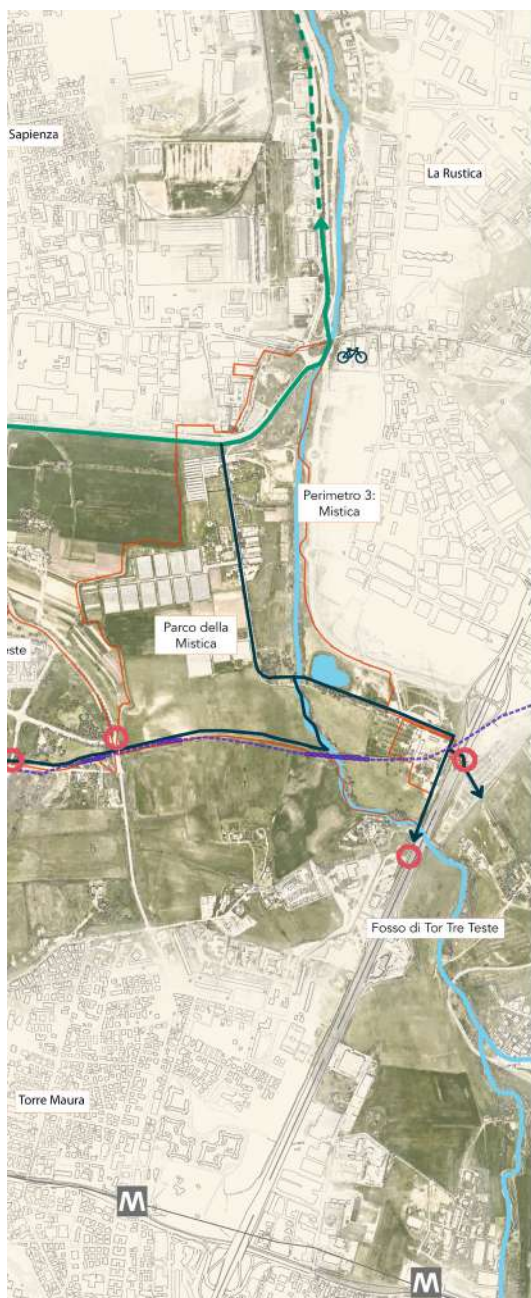 Sapienza
La Rustica
Perimetro 3:
Mistica
Parco della
Mistica
este
Fosso di Tor Tre Teste
Torre Maura
M
M